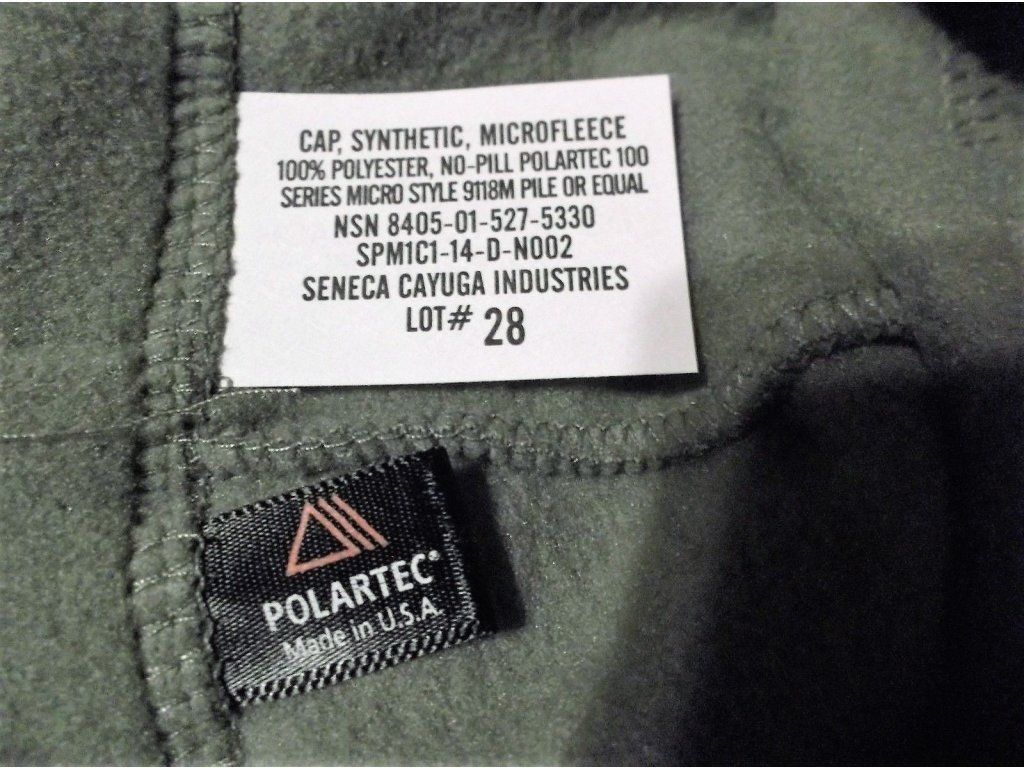 CAP, SYNTHETIC, MICROFLEECE
100% POLYESTER, NO-PILL POLARTEC 100
SERIES MICRO STYLE 9118M PILE OR EQUAL
NSN 8405-01-527-5330
SPM1C1-14-D-N002
SENECA CAYUGA INDUSTRIES
LOT# 28
POLARTEC®
Made in U.S.A.